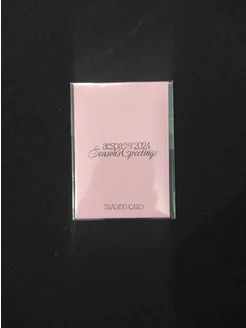 aespa 2024
Season's Greetings
TRADING CARD